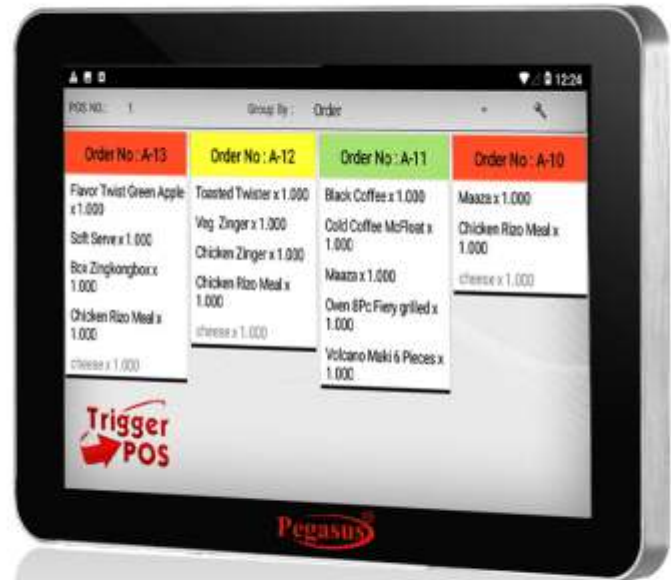 12:24
POS NO.: 1 Group By : Order
Order No : A-13
Flavor Twist Green Apple
x 1.000
Soft Serve x 1.000
Box Zingkongbox x
1.000
Chicken Rizo Meal x
1.000
cheese x 1.000
Order No : A-12
Toasted Twister x 1.000
Veg Zinger x 1.000
Chicken Zinger x 1.000
Chicken Rizo Meal x
1.000
cheese x 1.000
Order No : A-11
Black Coffee x 1.000
Cold Coffee McFloat x
1.000
Maaza x 1.000
Oven 8Pc Fiery grilled x
1.000
Volcano Maki 6 Pieces x
1.000
Order No : A-10
Maaza x 1.000
Chicken Rizo Meal x
1.000
cheese x 1.000
Trigger
POS
Pegasus